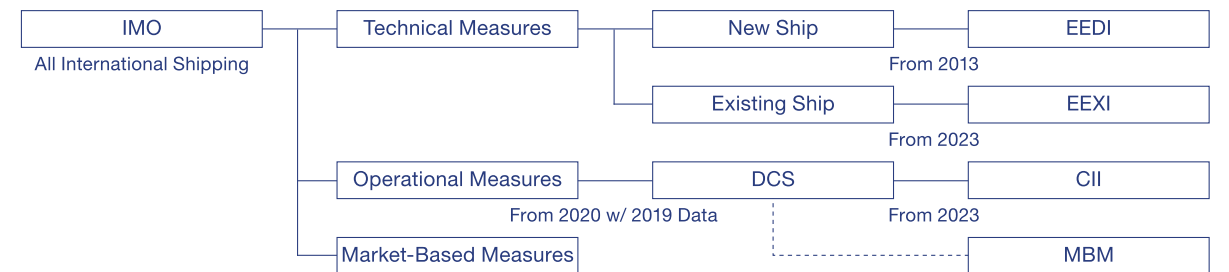 IMO
Technical Measures
New Ship
EEDI
All International Shipping
From 2013
Existing Ship
EEXI
From 2023
Operational Measures
DCS
CII
From 2020 w/ 2019 Data
From 2023
Market-Based Measures
MBM